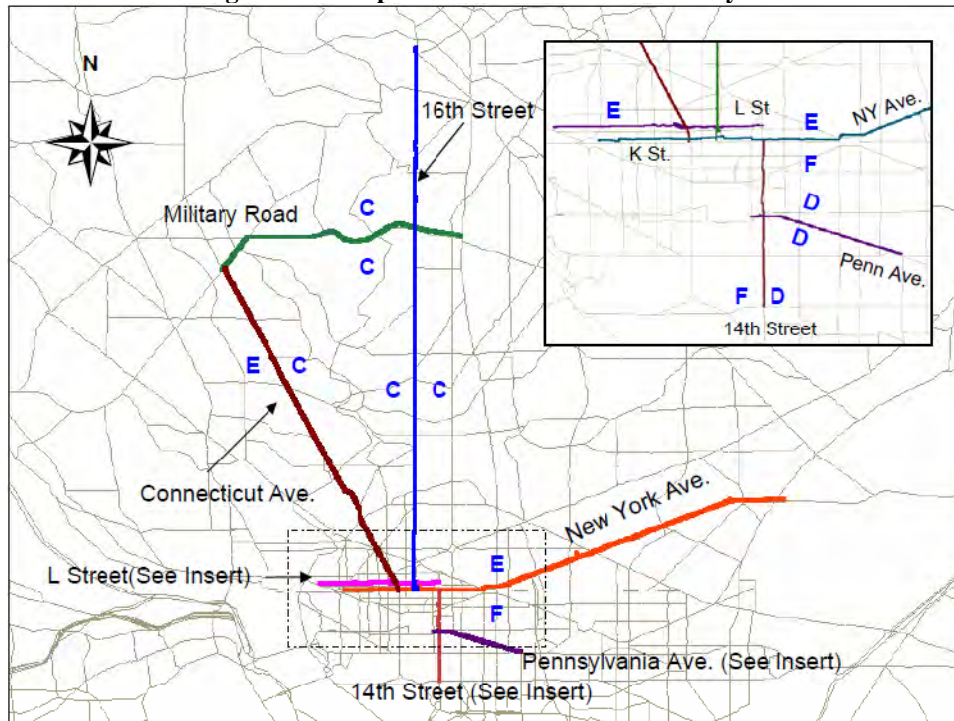 N
16th Street
Military Road
C
C
E
C
C
C
Connecticut Ave.
New York Ave.
L Street(See Insert)
E
F
Pennsylvania Ave. (See Insert)
14th Street (See Insert)
E
L St
E
NY Ave.
K St.
F
D
D
Penn Ave.
F
D
14th Street